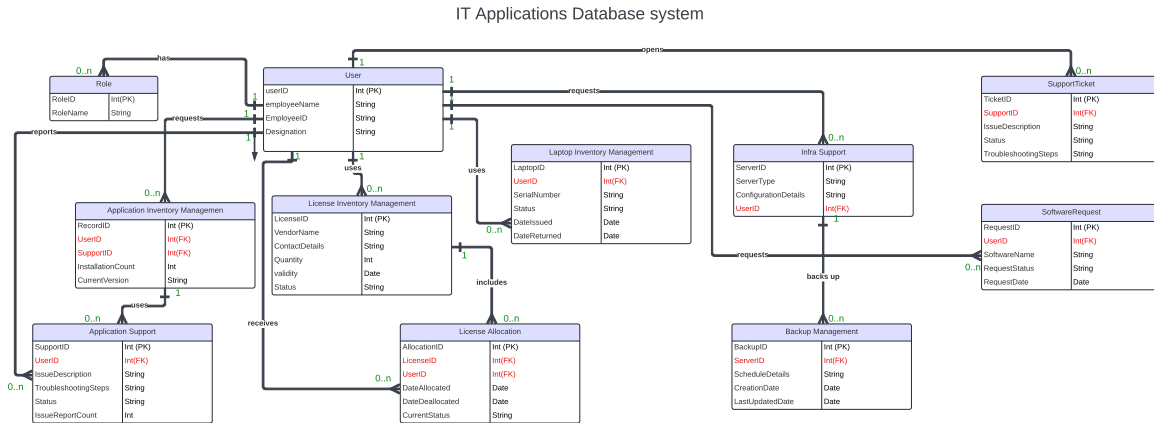 IT Applications Database system
has
opens
0..n
1
0..n
Role
RoleID Int(PK)
RoleName String
User
userID Int (PK)
employeeName String
EmployeeID String
Designation String
1
1
1
1
1
1
1
1
SupportTicket
TicketID Int (PK)
SupportID Int(FK)
IssueDescription String
Status String
TroubleshootingSteps String
requests
requests
reports
uses
uses
0..n
0..n
0..n
0..n
Laptop Inventory Management
LaptopID Int (PK)
UserID Int(FK)
SerialNumber String
Status String
DateIssued Date
DateReturned Date
Infra Support
ServerID Int (PK)
ServerType String
ConfigurationDetails String
UserID Int(FK)
1
Application Inventory Managemen
RecordID Int (PK)
UserID Int(FK)
SupportID Int(FK)
InstallationCount Int
CurrentVersion String
1
License Inventory Management
LicenseID Int (PK)
VendorName String
ContactDetails String
Quantity Int
validity Date
Status String
1
SoftwareRequest
RequestID Int (PK)
UserID Int(FK)
SoftwareName String
RequestStatus String
RequestDate Date
requests
0..n
backs up
includes
uses
receives
0..n
0..n
0..n
0..n
0..n
Application Support
SupportID Int (PK)
UserID Int(FK)
IssueDescription String
TroubleshootingSteps String
Status String
IssueReportCount Int
License Allocation
AllocationID Int (PK)
LicenseID Int(FK)
UserID Int(FK)
DateAllocated Date
DateDeallocated Date
CurrentStatus String
Backup Management
BackupID Int (PK)
ServerID Int(FK)
ScheduleDetails String
CreationDate Date
LastUpdatedDate Date